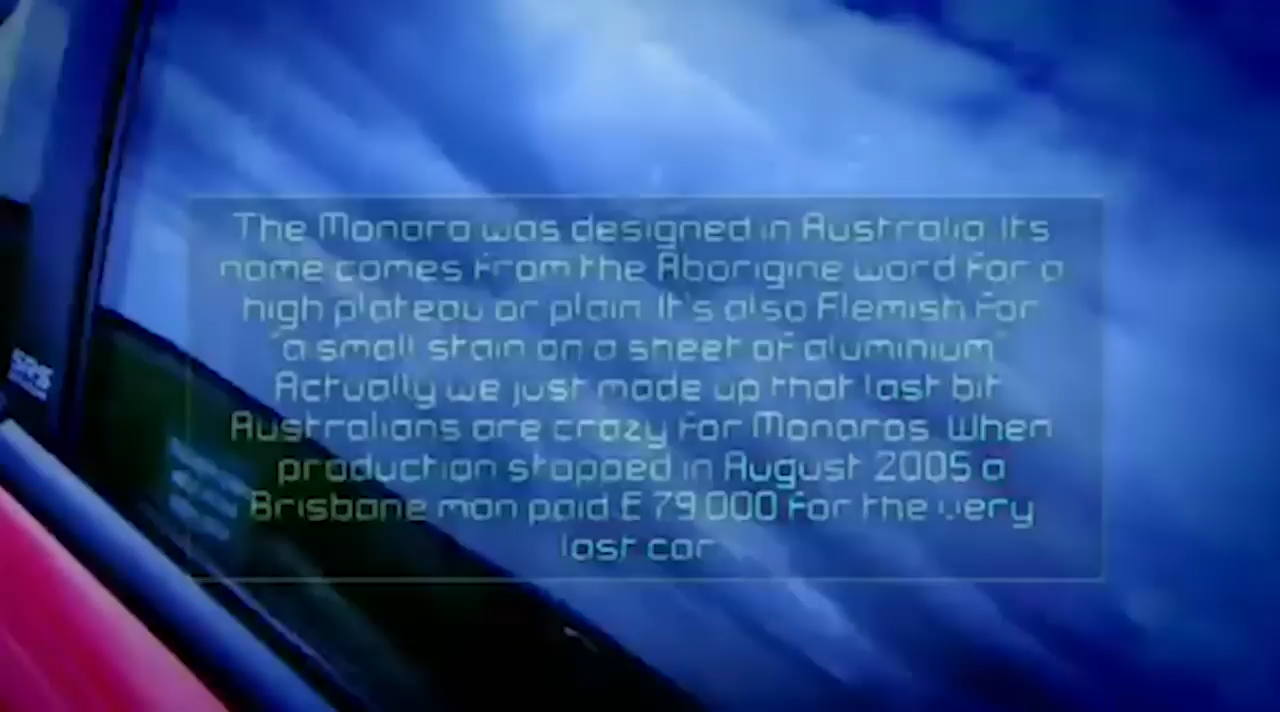 The Monaro was designed in Australia. Its
name comes from the Aborigine word for a
high plateau or plain. It's also Flemish for
"a small stain on a sheet of aluminium".
Actually we just made up that last bit.
Australians are crazy for Monaros. When
production stopped in August 2005 a
Brisbane man paid £79,000 for the very
last car.
SRS